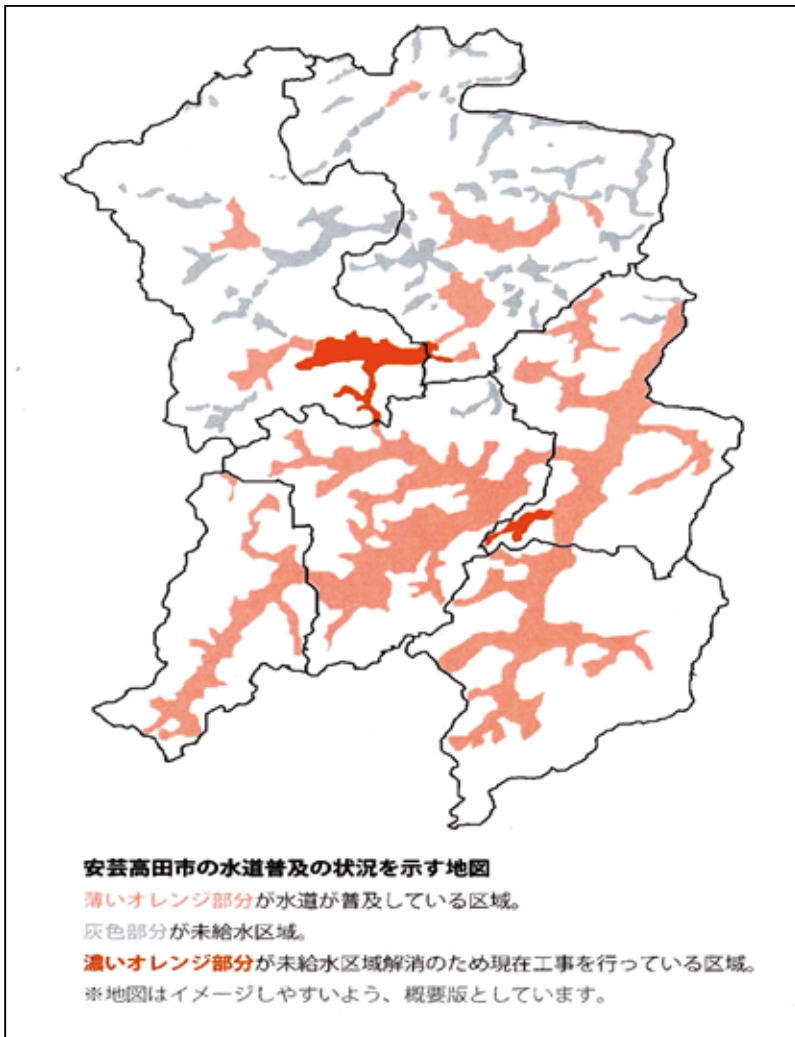 安芸高田市の水道普及の状況を示す地図
薄いオレンジ部分が水道が普及している区域。
灰色部分が未給水区域。
濃いオレンジ部分が未給水区域解消のため現在工事を行っている区域。
※地図はイメージしやすいよう、概要版としています。